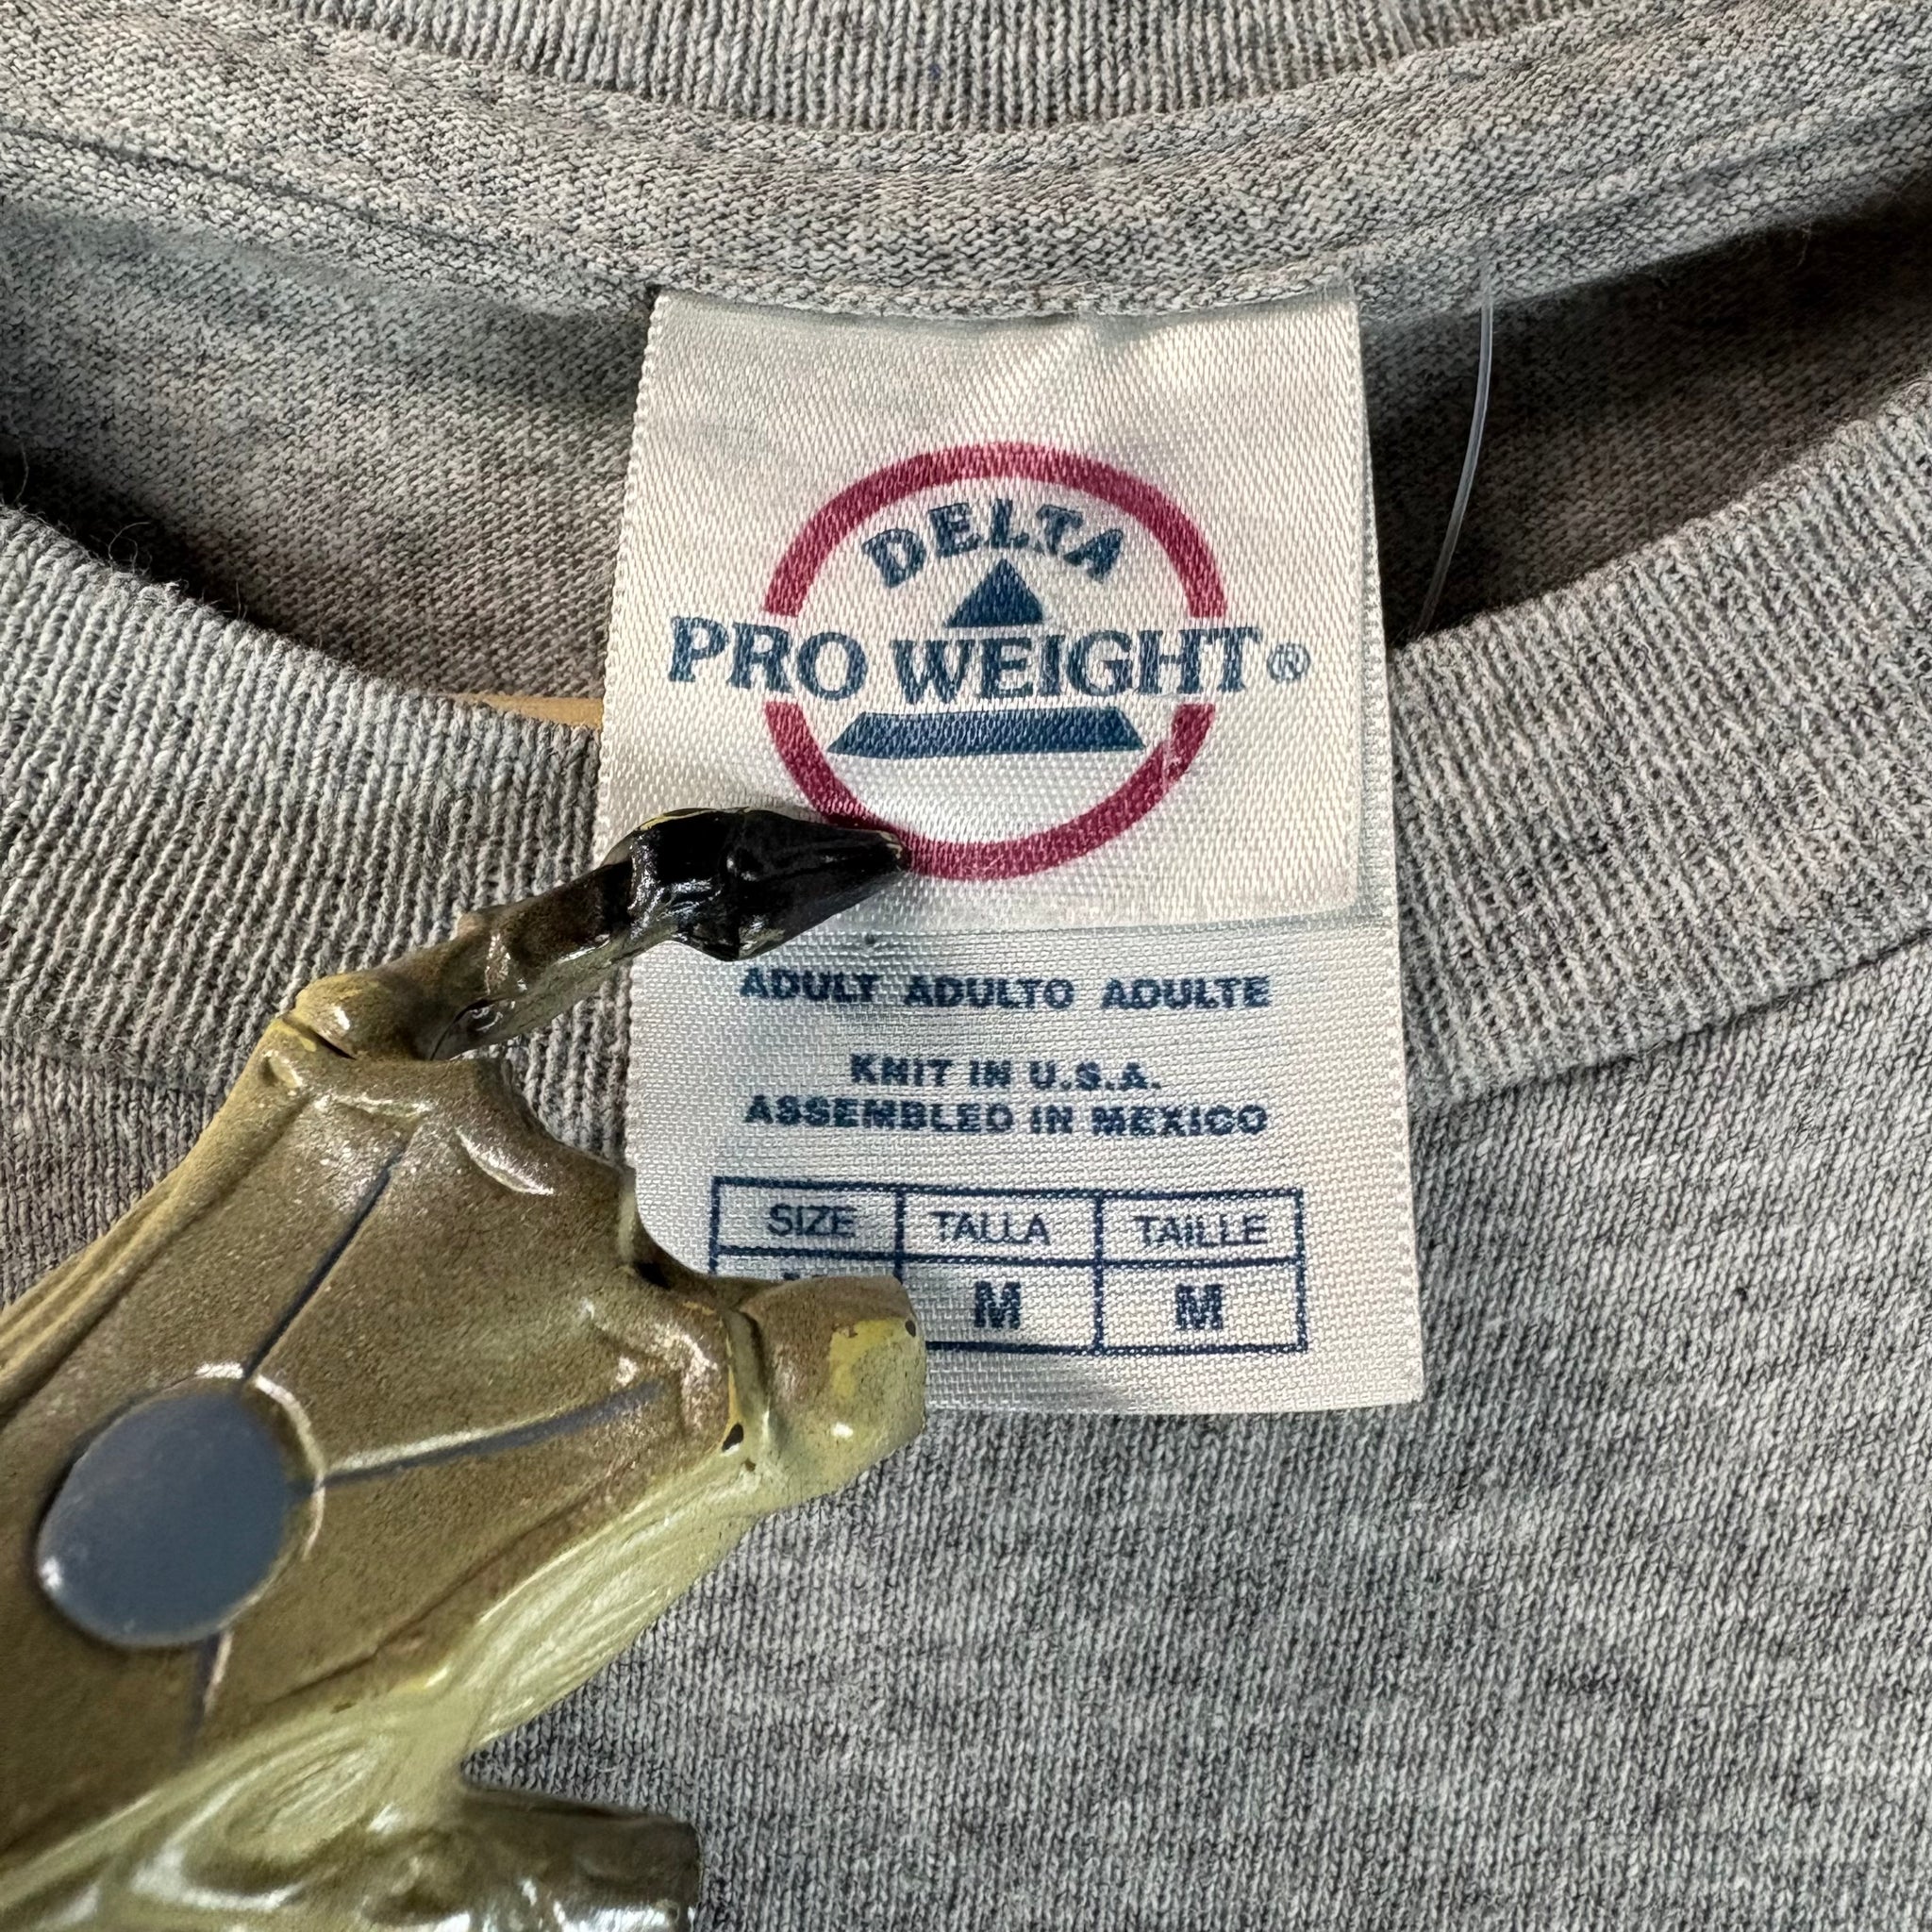 DELTA
PRO WEIGHT®
ADULT ADULTO ADULTE
KNIT IN U.S.A.
ASSEMBLED IN MEXICO
SIZE TALLA TAILLE
M M